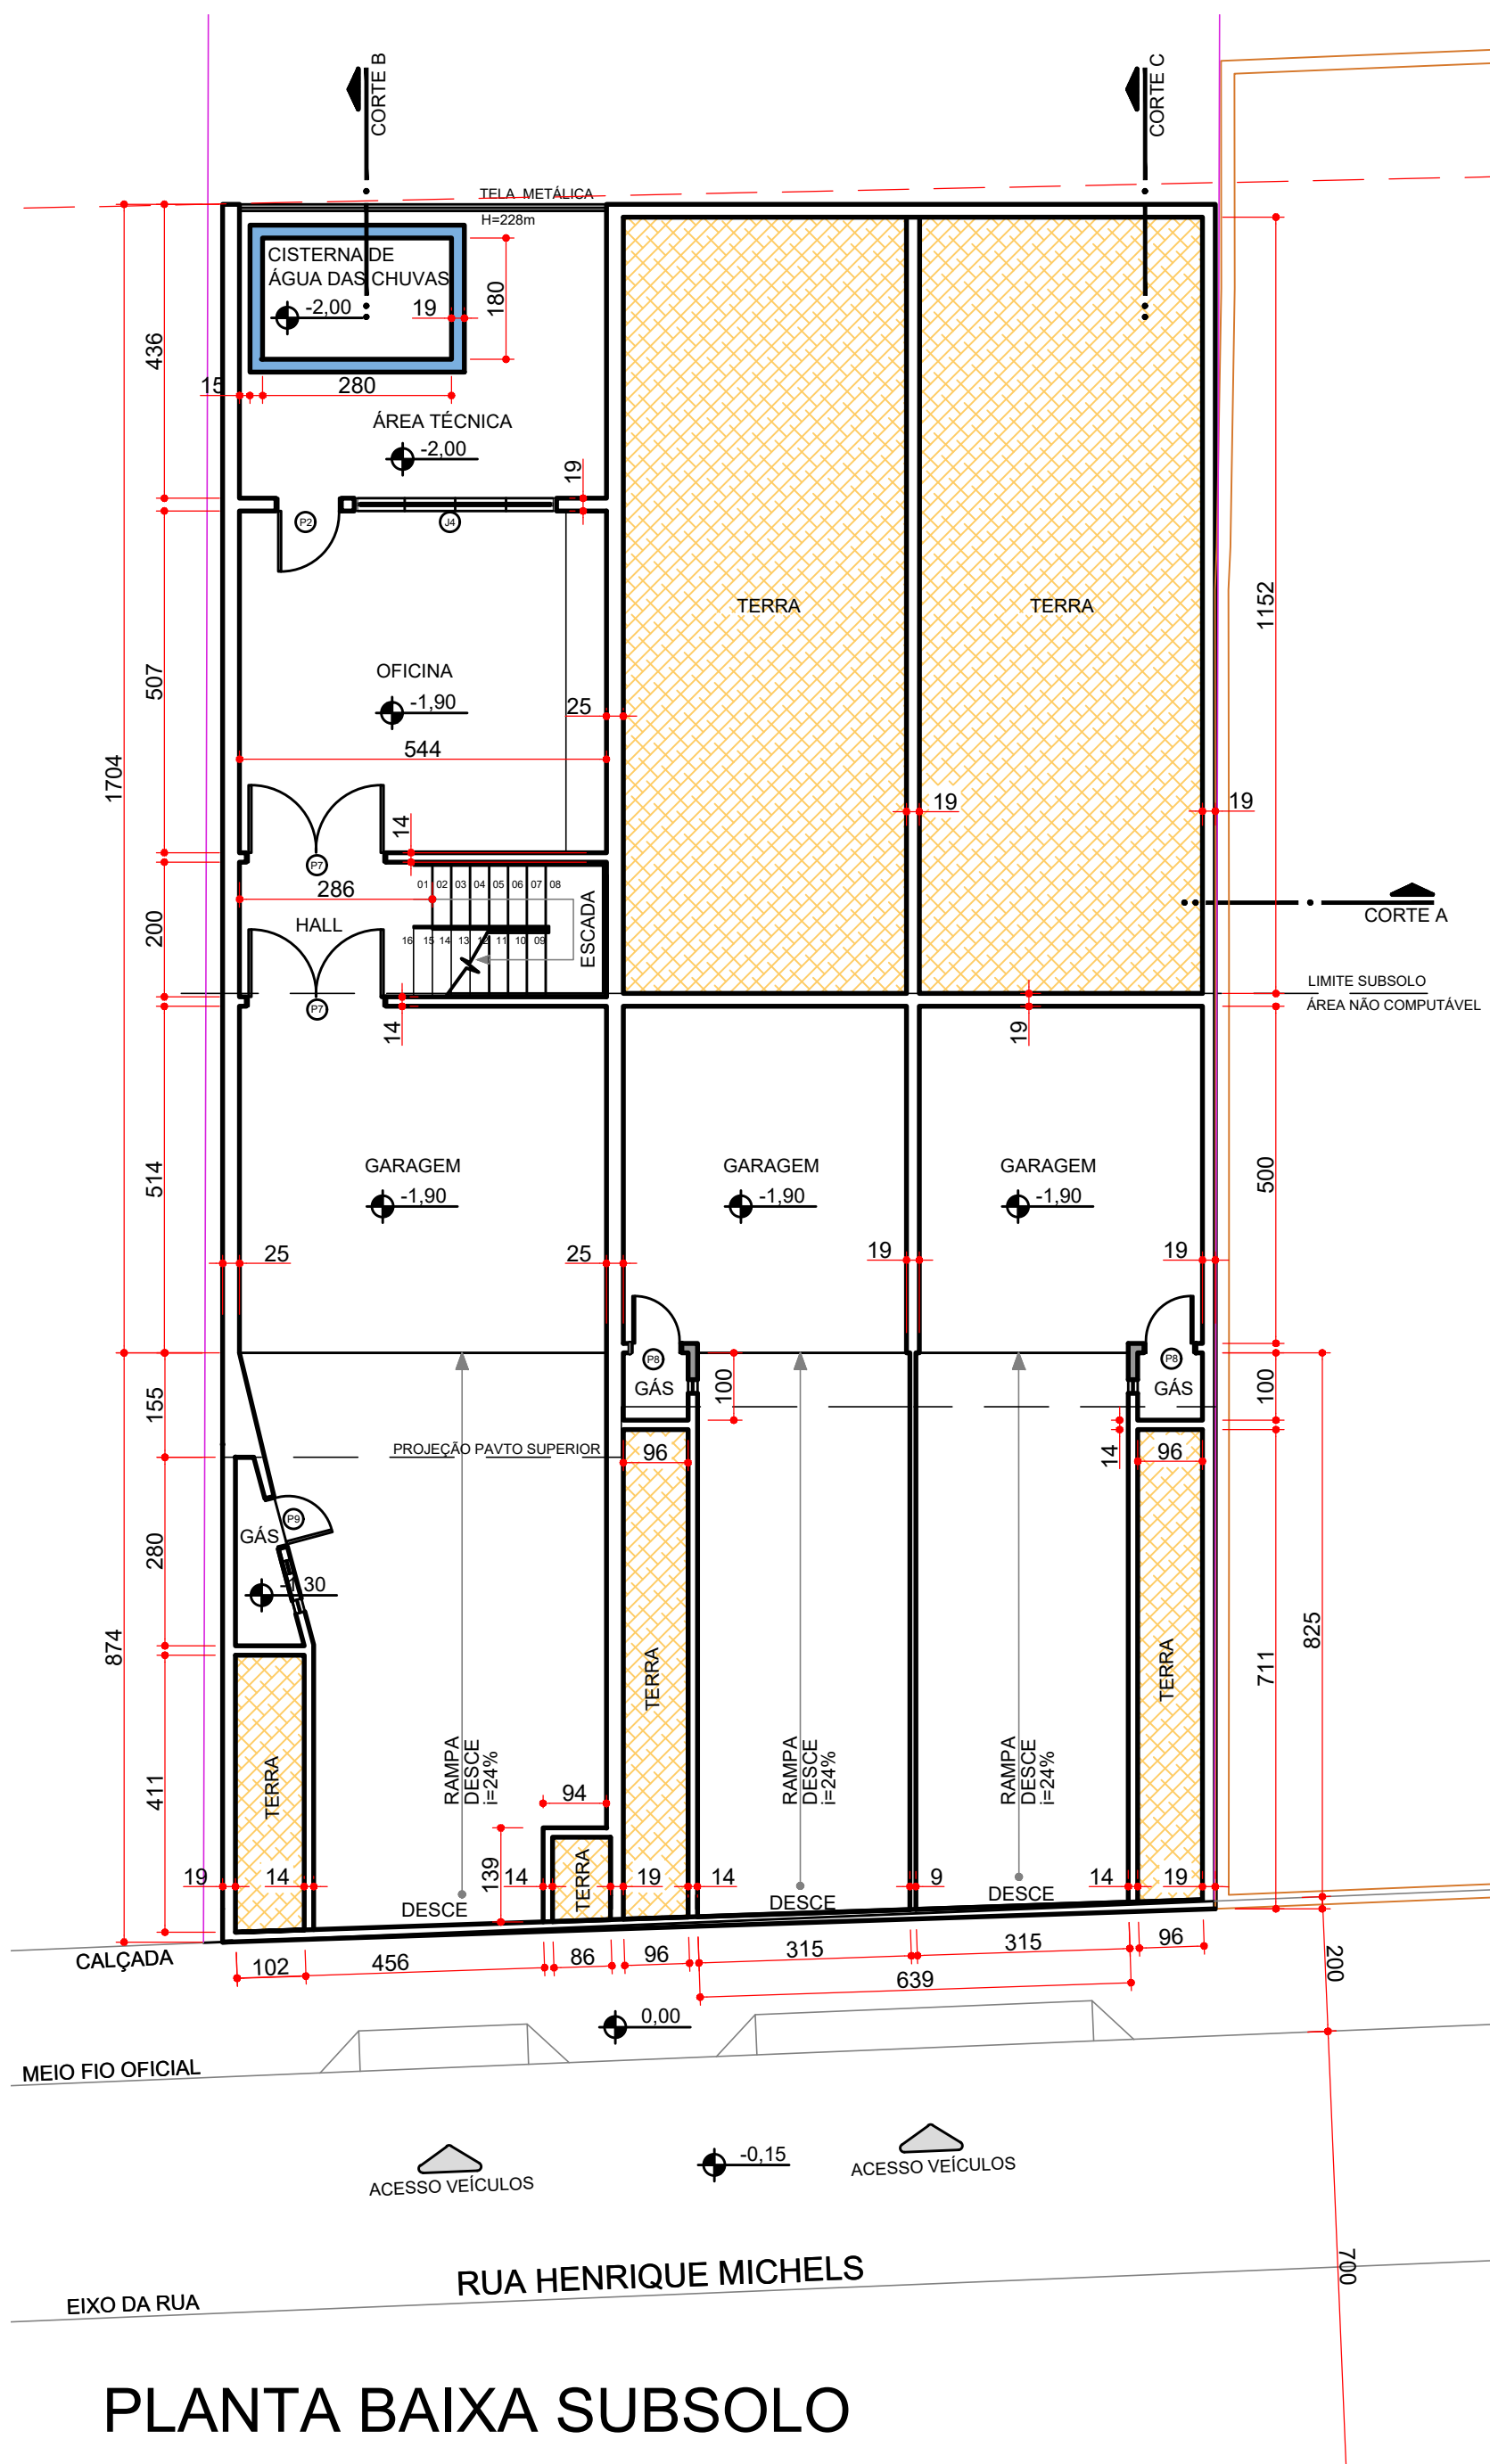 CORTE B
CORTE C
TELA METÁLICA
H=228m
CISTERNA DE
ÁGUA DAS CHUVAS
-2,00
19
180
436
15
280
ÁREA TÉCNICA
-2,00
19
P2
J4
TERRA
TERRA
1152
507
OFICINA
-1,90
25
544
1704
19
19
14
P7
286
01 02 03 04 05 06 07 08
ESCADA
CORTE A
200
HALL
16 15 14 13 12 11 10 09
LIMITE SUBSOLO
ÁREA NÃO COMPUTÁVEL
P7
14
19
514
GARAGEM
-1,90
GARAGEM
-1,90
GARAGEM
-1,90
500
25
25
19
19
P8
GÁS
100
P8
GÁS
100
155
PROJEÇÃO PAVTO SUPERIOR
96
14
96
P9
GÁS
280
30
874
825
711
TERRA
TERRA
RAMPA
DESCE
i=24%
RAMPA
DESCE
i=24%
RAMPA
DESCE
i=24%
411
TERRA
94
139
TERRA
19
14
14
19
14
9
14
19
DESCE
DESCE
DESCE
CALÇADA
102
456
86
96
315
315
96
639
200
0,00
MEIO FIO OFICIAL
ACESSO VEÍCULOS
-0,15
ACESSO VEÍCULOS
RUA HENRIQUE MICHELS
700
EIXO DA RUA
PLANTA BAIXA SUBSOLO